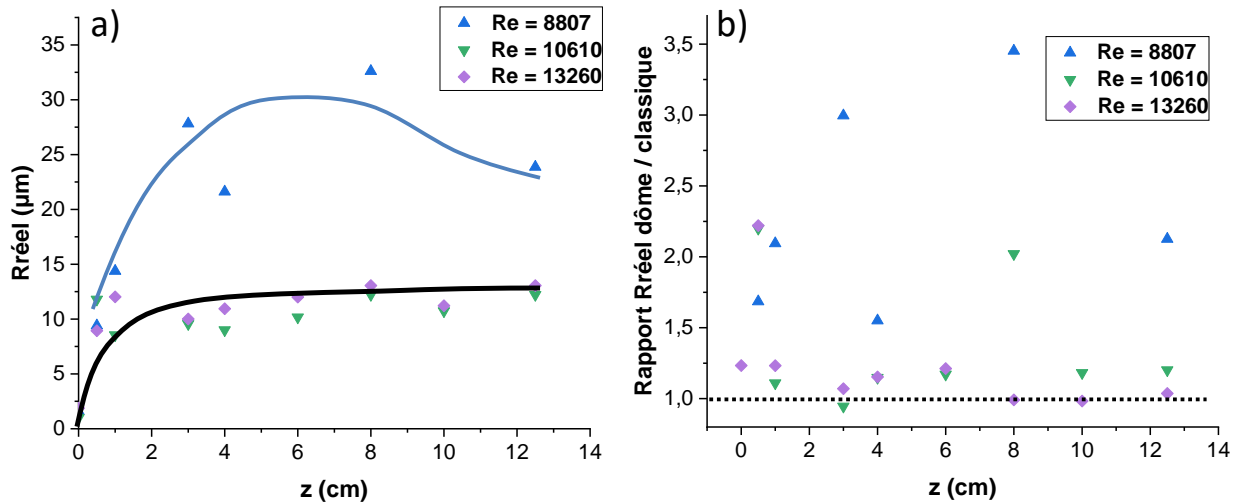 a)
Re = 8807
Re = 10610
Re = 13260
35
30
25
20
15
10
5
0
Rréel (µm)
0 2 4 6 8 10 12 14
z (cm)
b)
Re = 8807
Re = 10610
Re = 13260
3,5
3,0
2,5
2,0
1,5
1,0
Rapport Rréel dôme / classique
0 2 4 6 8 10 12 14
z (cm)